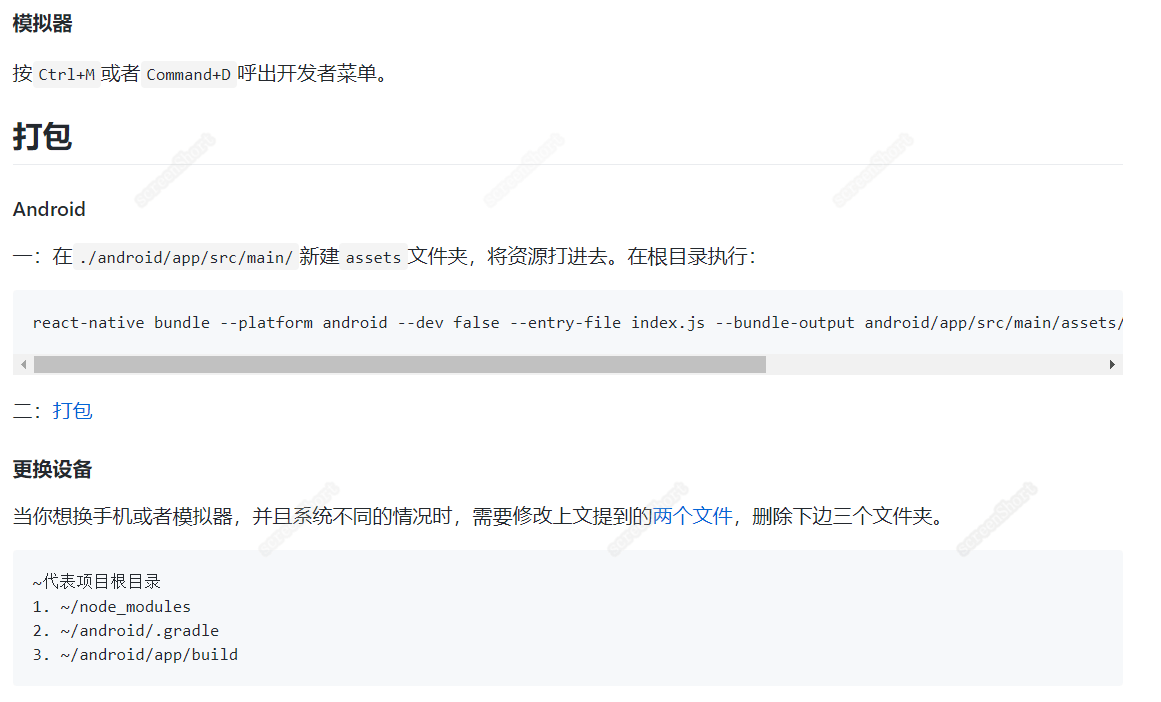 模拟器
按 Ctrl+M 或者 Command+D 呼出开发者菜单。
打包
Android
一：在 ./android/app/src/main/ 新建 assets 文件夹，将资源打进去。在根目录执行：
react-native bundle --platform android --dev false --entry-file index.js --bundle-output android/app/src/main/assets/
二：打包
更换设备
当你想换手机或者模拟器，并且系统不同的情况时，需要修改上文提到的两个文件，删除下边三个文件夹。
~代表项目根目录
1. ~/node_modules
2. ~/android/.gradle
3. ~/android/app/build